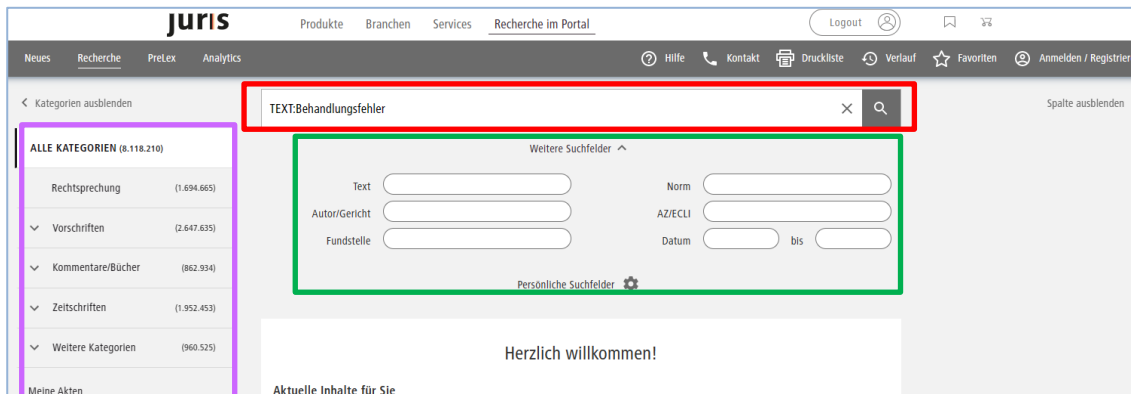 juris
Produkte Branchen Services Recherche im Portal Logout
Neues Recherche PreLex Analytics Hilfe Kontakt Druckliste Verlauf Favoriten Anmelden / Registrier
Kategorien ausblenden
TEXT:Behandlungsfehler
Spalte ausblenden
ALLE KATEGORIEN (8.118.210)
Rechtsprechung (1.694.665)
Vorschriften (2.647.635)
Kommentare/Bücher (862.934)
Zeitschriften (1.952.453)
Weitere Kategorien (960.525)
Meine Akten
Weitere Suchfelder
Text Norm
Autor/Gericht AZ/ECLI
Fundstelle Datum bis
Persönliche Suchfelder
Herzlich willkommen!
Aktuelle Inhalte für Sie